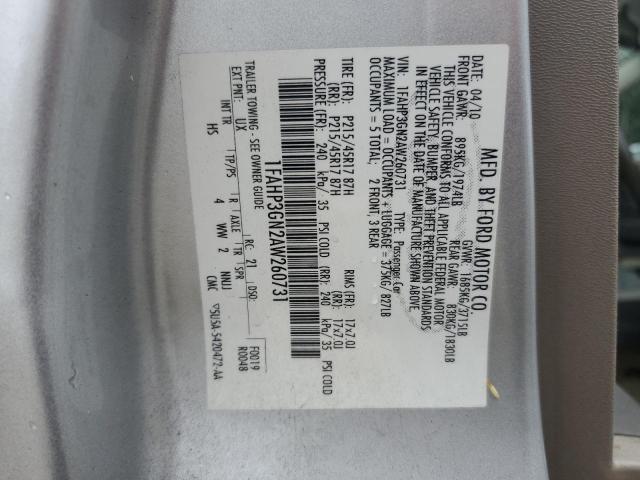 MFD. BY FORD MOTOR CO.
DATE: 04/10
GVWR: 1685KG/3715LB
FRONT GAWR: 895KG/1974LB
REAR GAWR: 830KG/1830LB
THIS VEHICLE CONFORMS TO ALL APPLICABLE FEDERAL MOTOR
VEHICLE SAFETY, BUMPER, AND THEFT PREVENTION STANDARDS
IN EFFECT ON THE DATE OF MANUFACTURE SHOWN ABOVE
VIN: 1FAHP3GN2AW260731 TYPE: Passenger Car
MAXIMUM LOAD = OCCUPANTS + LUGGAGE = 375KG/ 827LB
OCCUPANTS = 5 TOTAL: 2 FRONT, 3 REAR
TIRE (FR): P215/45R17 87H RIMS (FR): 17x7.0J
(RR): P215/45R17 87H (RR): 17x7.0J
PRESSURE (FR): 240 kPa/ 35 PSI COLD (RR): 240 kPa/35 PSI COLD
1FAHP3GN2AW260731
TRAILER TOWING - SEE OWNER GUIDE
F0019
R0048
EXT PNT: UX RC: 21 DSO:
INT TR TP/PS R AXLE TR SPR
HS 4 WW 2 NNJJ
CMC 5U5A-5420472-AA